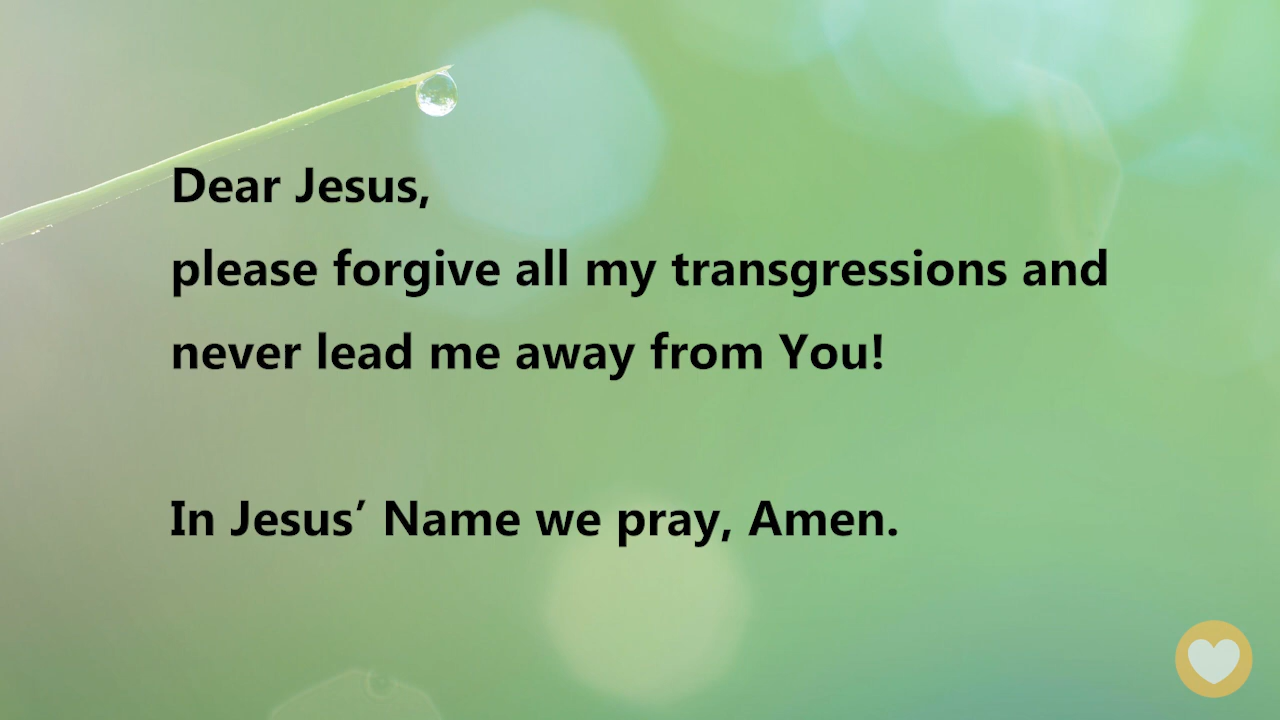 Dear Jesus,
please forgive all my transgressions and
never lead me away from You!
In Jesus’ Name we pray, Amen.